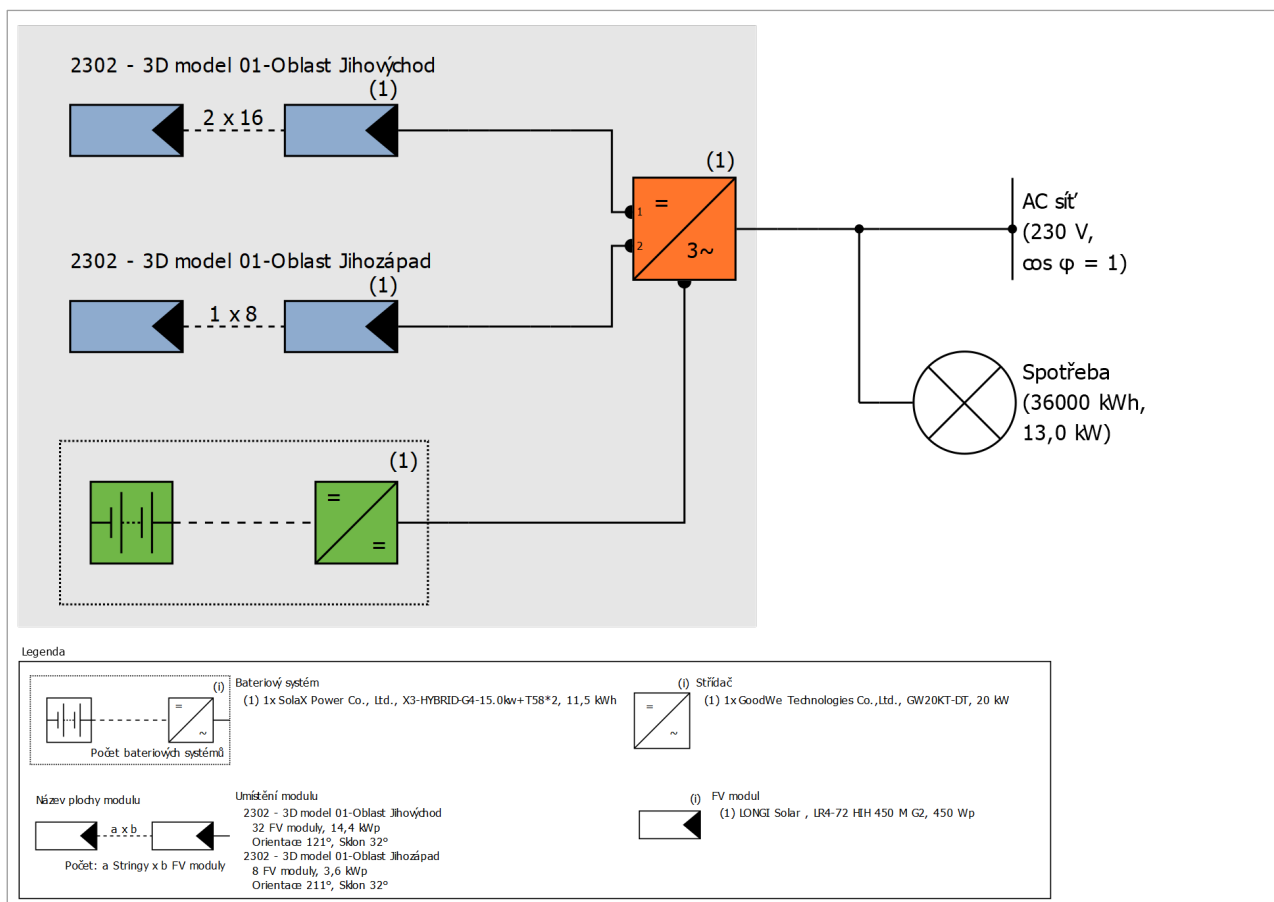 2302 - 3D model 01-Oblast Jihovýchod
(1)
2 x 16
(1)
=
3~
1
2
AC síť
(230 V,
cos φ = 1)
2302 - 3D model 01-Oblast Jihozápad
(1)
1 x 8
Spotřeba
(36000 kWh,
13,0 kW)
(1)
=
=
Legenda
(i)
=
~
Počet bateriových systémů
Bateriový systém
(1) 1x SolaX Power Co., Ltd., X3-HYBRID-G4-15.0kw+T58*2, 11,5 kWh
(i)
=
~
Střídač
(1) 1x GoodWe Technologies Co.,Ltd., GW20KT-DT, 20 kW
Název plochy modulu
a x b
Počet: a Stringy x b FV moduly
Umístění modulu
2302 - 3D model 01-Oblast Jihovýchod
32 FV moduly, 14,4 kWp
Orientace 121°, Sklon 32°
2302 - 3D model 01-Oblast Jihozápad
8 FV moduly, 3,6 kWp
Orientace 211°, Sklon 32°
(i)
FV modul
(1) LONGI Solar , LR4-72 HIH 450 M G2, 450 Wp